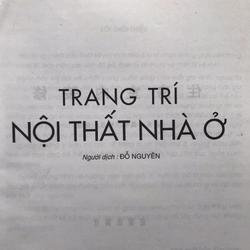 TRANG TRÍ
NỘI THẤT NHÀ Ở
Người dịch : ĐỖ NGUYÊN